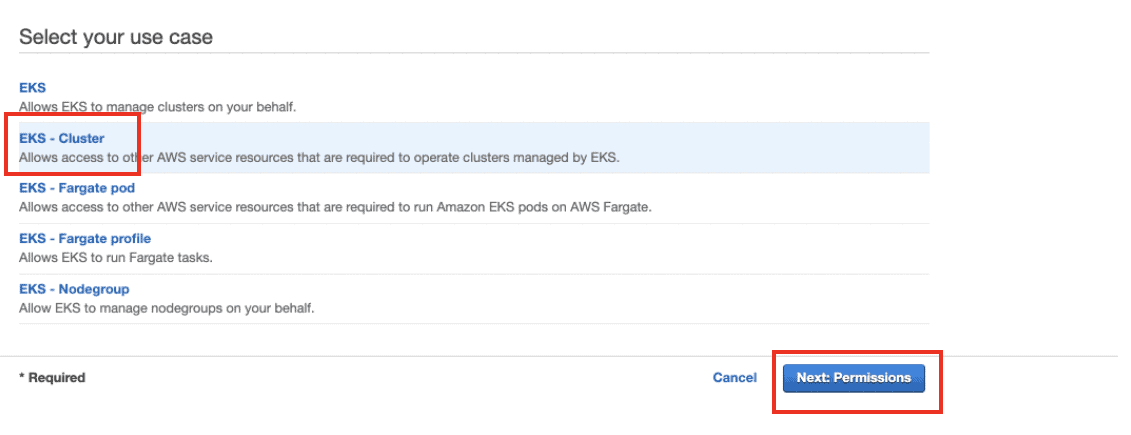 Select your use case
EKS
Allows EKS to manage clusters on your behalf.
EKS - Cluster
Allows access to other AWS service resources that are required to operate clusters managed by EKS.
EKS - Fargate pod
Allows access to other AWS service resources that are required to run Amazon EKS pods on AWS Fargate.
EKS - Fargate profile
Allows EKS to run Fargate tasks.
EKS - Nodegroup
Allow EKS to manage nodegroups on your behalf.
* Required Cancel Next: Permissions